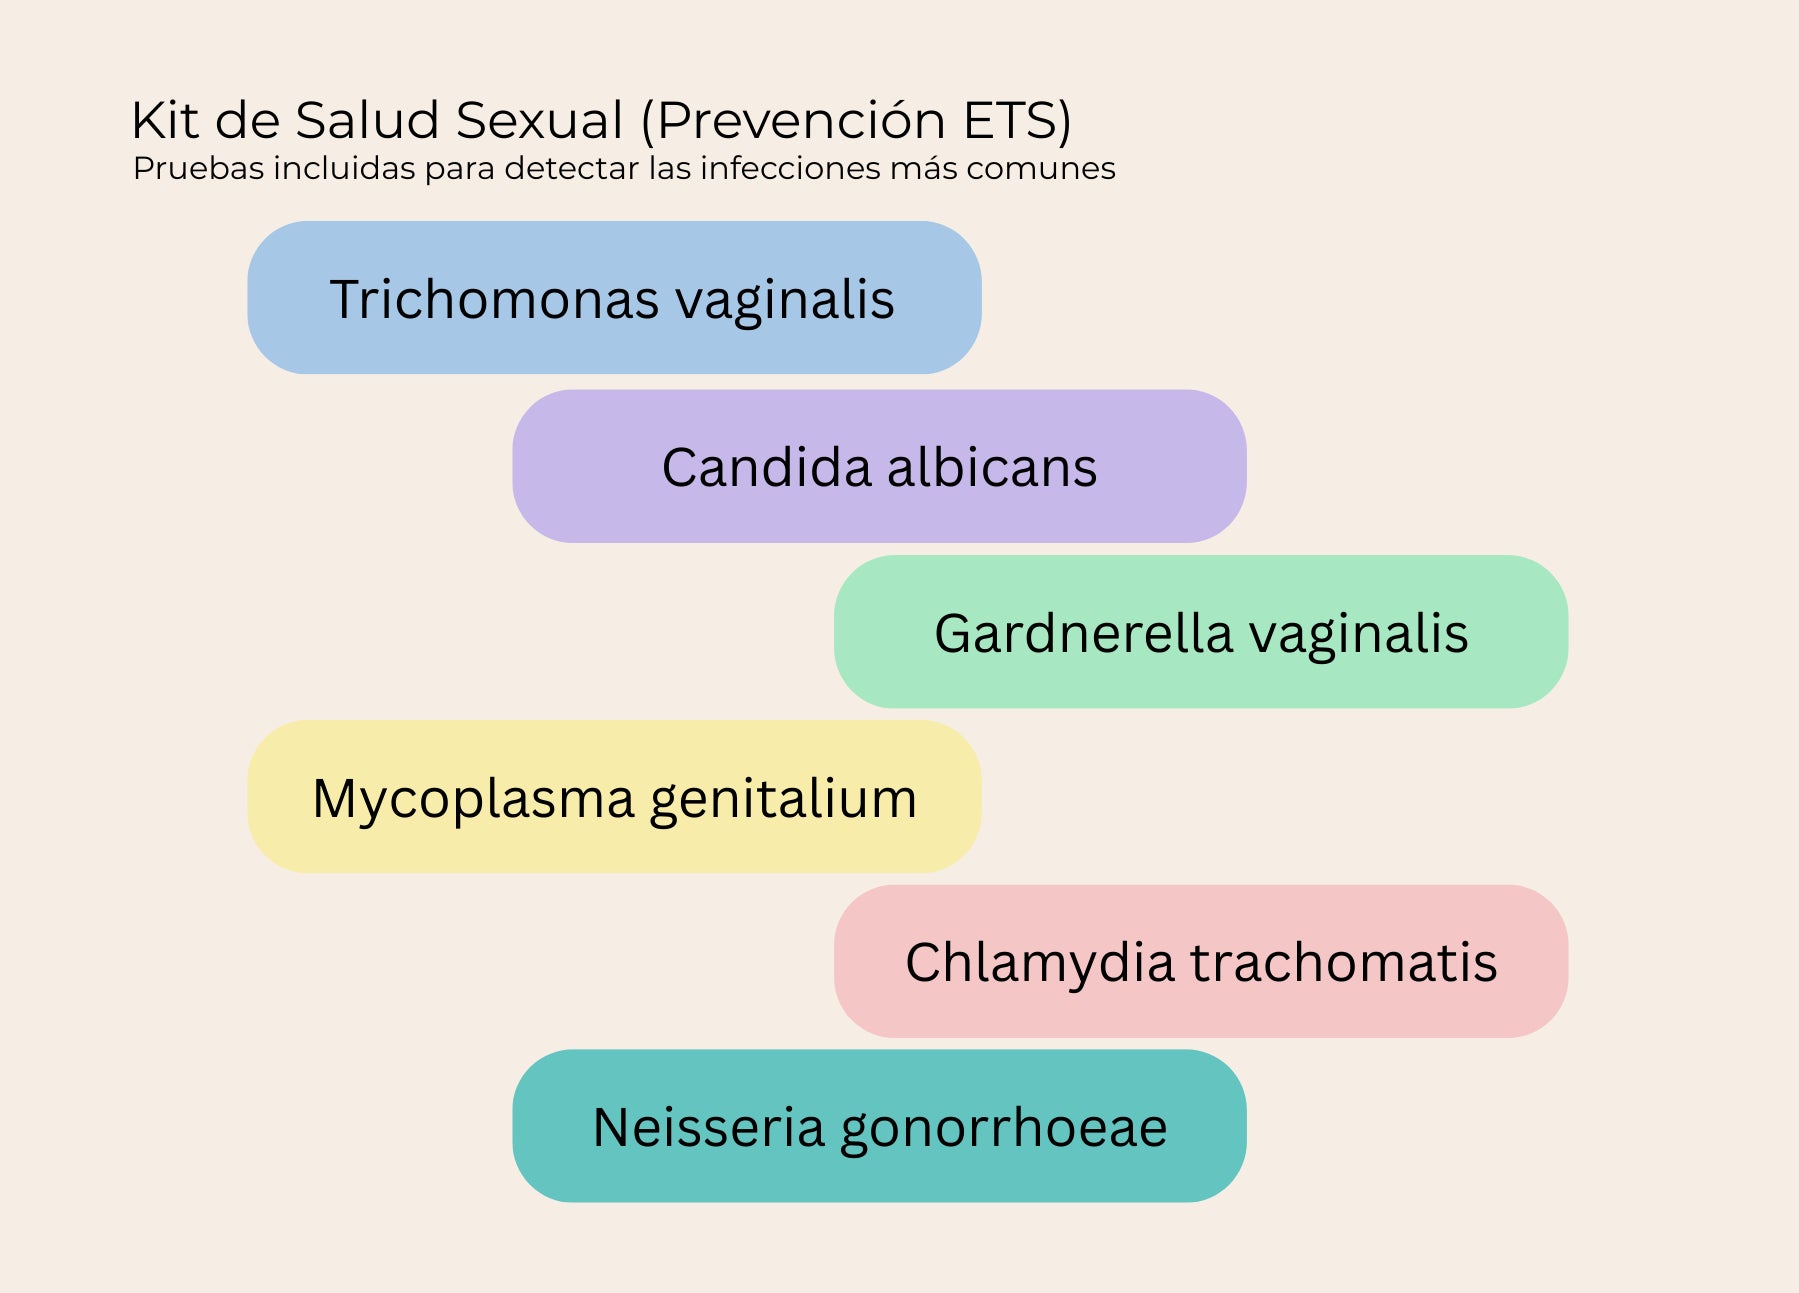 Kit de Salud Sexual (Prevención ETS)
Pruebas incluidas para detectar las infecciones más comunes
Trichomonas vaginalis
Candida albicans
Gardnerella vaginalis
Mycoplasma genitalium
Chlamydia trachomatis
Neisseria gonorrhoeae